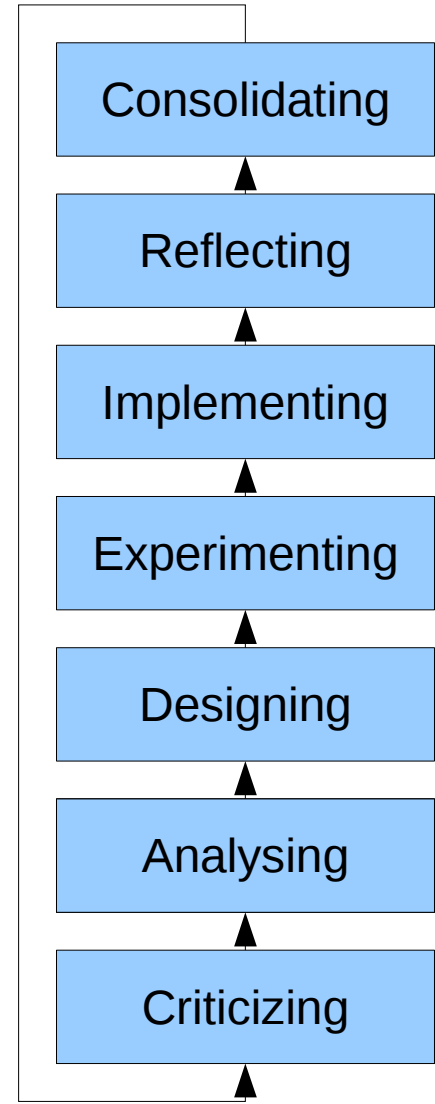 Consolidating
Reflecting
Implementing
Experimenting
Designing
Analysing
Criticizing